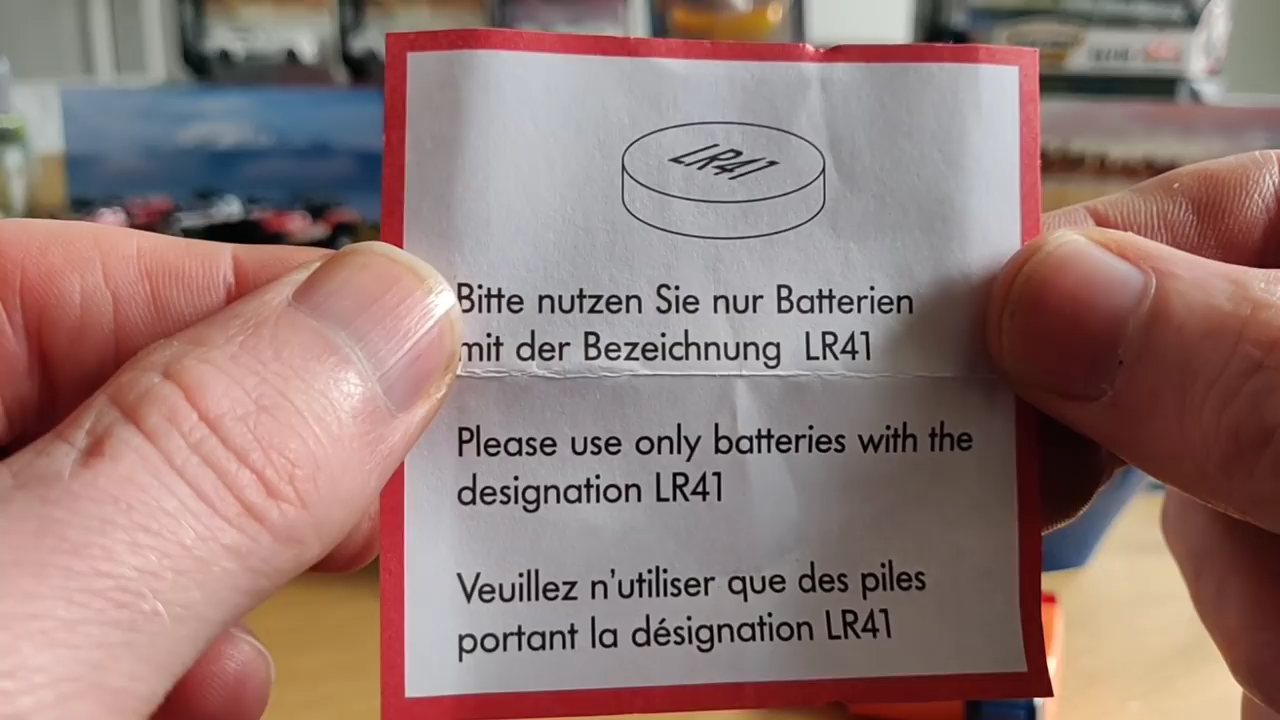 LR41
Bitte nutzen Sie nur Batterien
mit der Bezeichnung LR41
Please use only batteries with the
designation LR41
Veuillez n'utiliser que des piles
portant la désignation LR41